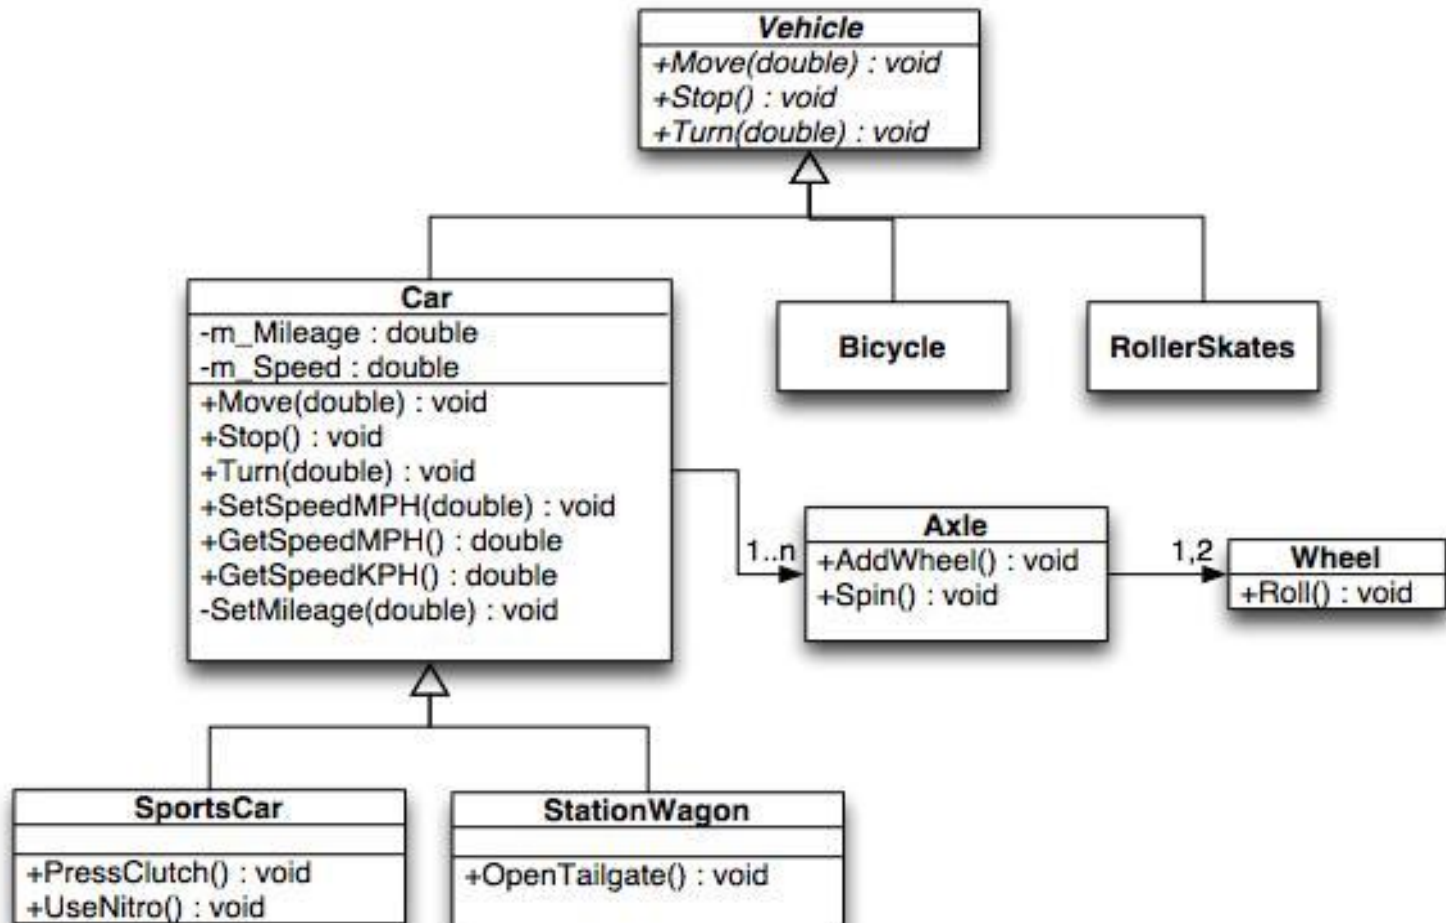 Vehicle
+Move(double) : void
+Stop() : void
+Turn(double) : void
Car
-m_Mileage : double
-m_Speed : double
+Move(double) : void
+Stop() : void
+Turn(double) : void
+SetSpeedMPH(double) : void
+GetSpeedMPH() : double
+GetSpeedKPH() : double
-SetMileage(double) : void
Bicycle
RollerSkates
1..n
Axle
+AddWheel() : void
+Spin() : void
1,2
Wheel
+Roll() : void
SportsCar
+PressClutch() : void
+UseNitro() : void
StationWagon
+OpenTailgate() : void